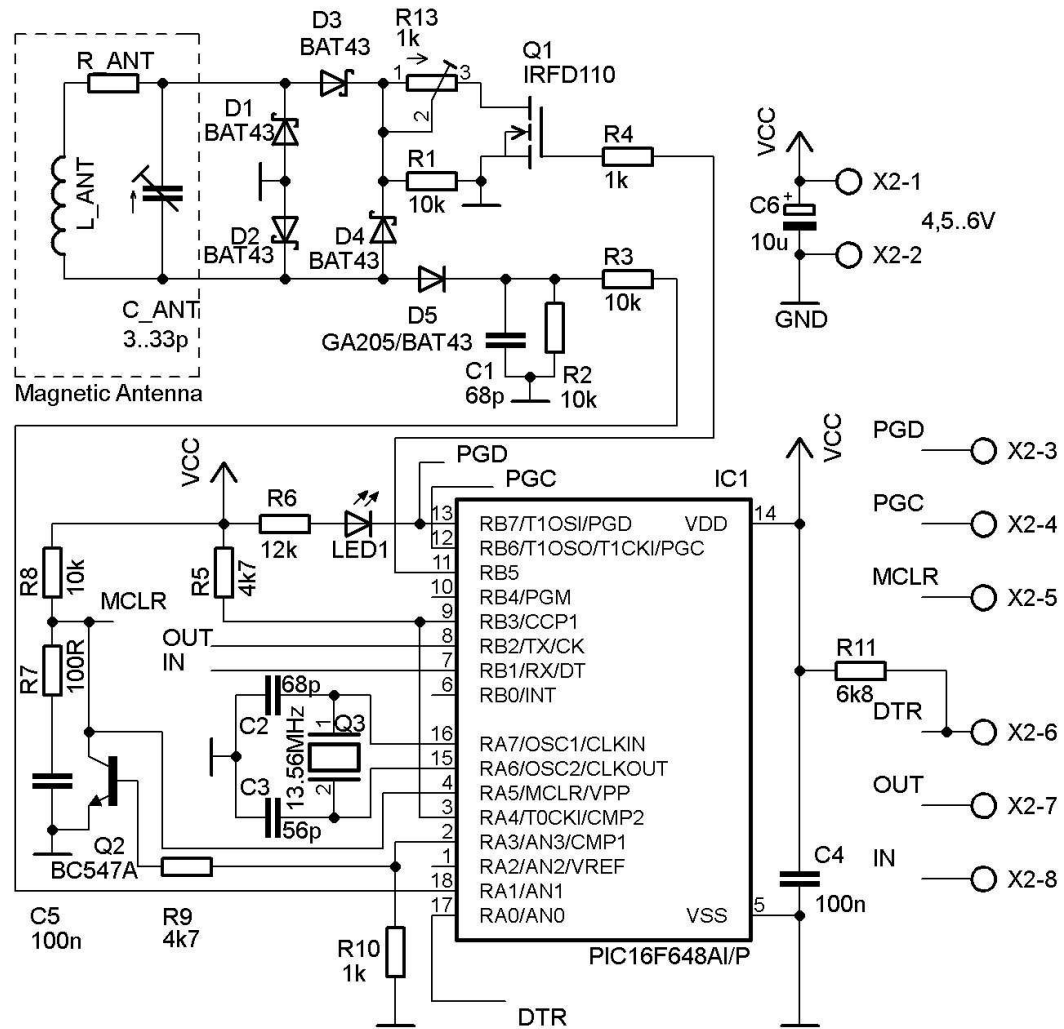 D3
BAT43
R13
1k
1
3
2
Q1
IRFD110
R_ANT
D1
BAT43
L_ANT
R1
10k
R4
1k
VCC
C6
+
10u
X2-1
4,5..6V
X2-2
GND
D2
BAT43
D4
BAT43
R3
10k
C_ANT
3..33p
D5
GA205/BAT43
C1
68p
R2
10k
Magnetic Antenna
VCC
R6
12k
LED1
PGD
PGC
IC1
VCC
PGD
X2-3
PGC
X2-4
MCLR
X2-5
R11
6k8
DTR
X2-6
OUT
X2-7
IN
X2-8
R8
10k
MCLR
R5
4k7
R7
100R
OUT
IN
13
RB7/T1OSI/PGD
VDD
14
12
RB6/T1OSO/T1CKI/PGC
11
RB5
10
RB4/PGM
9
RB3/CCP1
8
RB2/TX/CK
7
RB1/RX/DT
6
RB0/INT
16
RA7/OSC1/CLKIN
15
RA6/OSC2/CLKOUT
4
RA5/MCLR/VPP
3
RA4/T0CKI/CMP2
2
RA3/AN3/CMP1
1
RA2/AN2/VREF
18
RA1/AN1
17
RA0/AN0
VSS
5
68p
C2
13.56MHz
1
Q3
2
C3
56p
Q2
BC547A
C5
100n
R9
4k7
R10
1k
C4
100n
PIC16F648AI/P
DTR